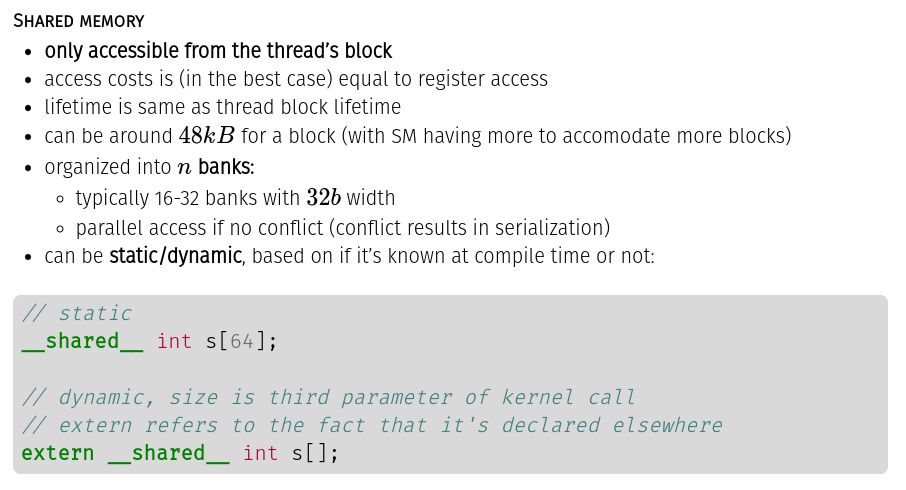 SHARED MEMORY
• only accessible from the thread's block
• access costs is (in the best case) equal to register access
• lifetime is same as thread block lifetime
• can be around 48kB for a block (with SM having more to accomodate more blocks)
• organized into n banks:
◦ typically 16-32 banks with 32b width
◦ parallel access if no conflict (conflict results in serialization)
• can be static/dynamic, based on if it's known at compile time or not:
// static
__shared__ int s[64];
// dynamic, size is third parameter of kernel call
// extern refers to the fact that it's declared elsewhere
extern __shared__ int s[];